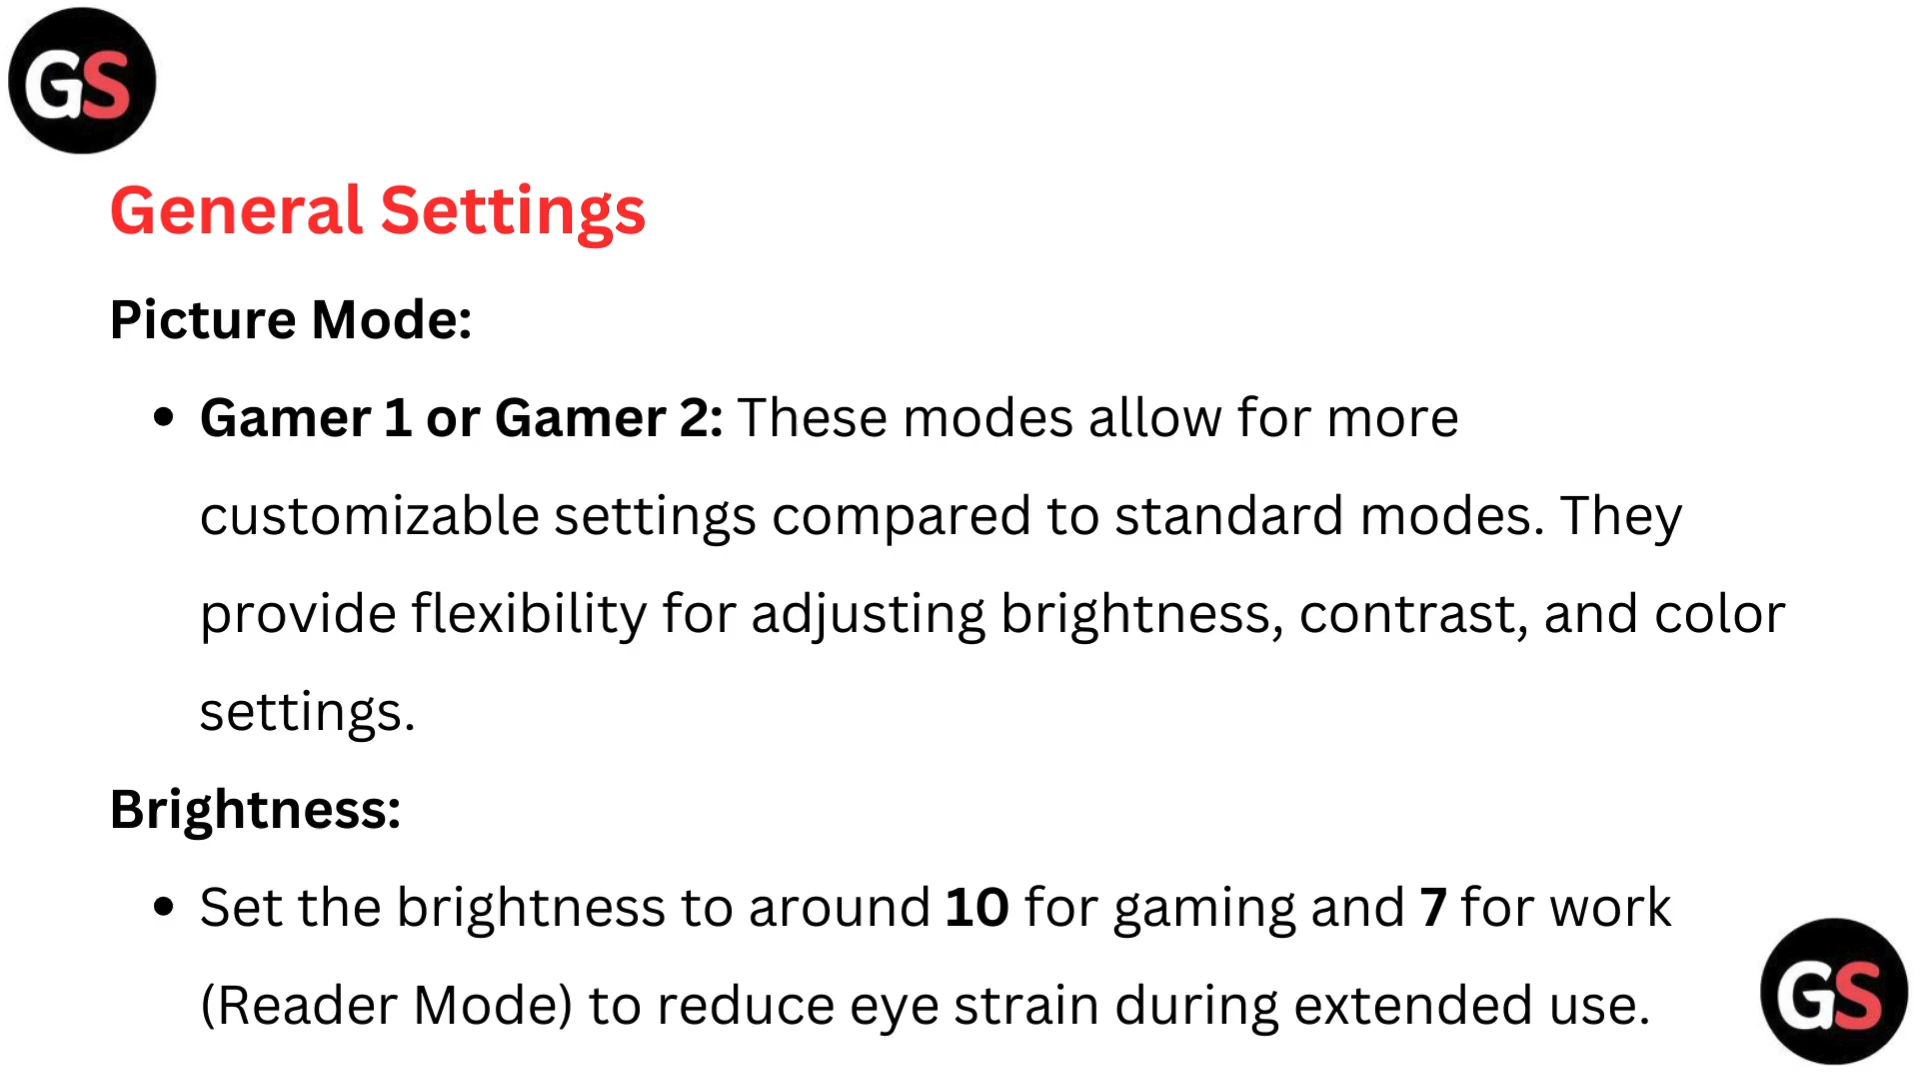 GS
General Settings
Picture Mode:
• Gamer 1 or Gamer 2: These modes allow for more
customizable settings compared to standard modes. They
provide flexibility for adjusting brightness, contrast, and color
settings.
Brightness:
• Set the brightness to around 10 for gaming and 7 for work
(Reader Mode) to reduce eye strain during extended use.
GS